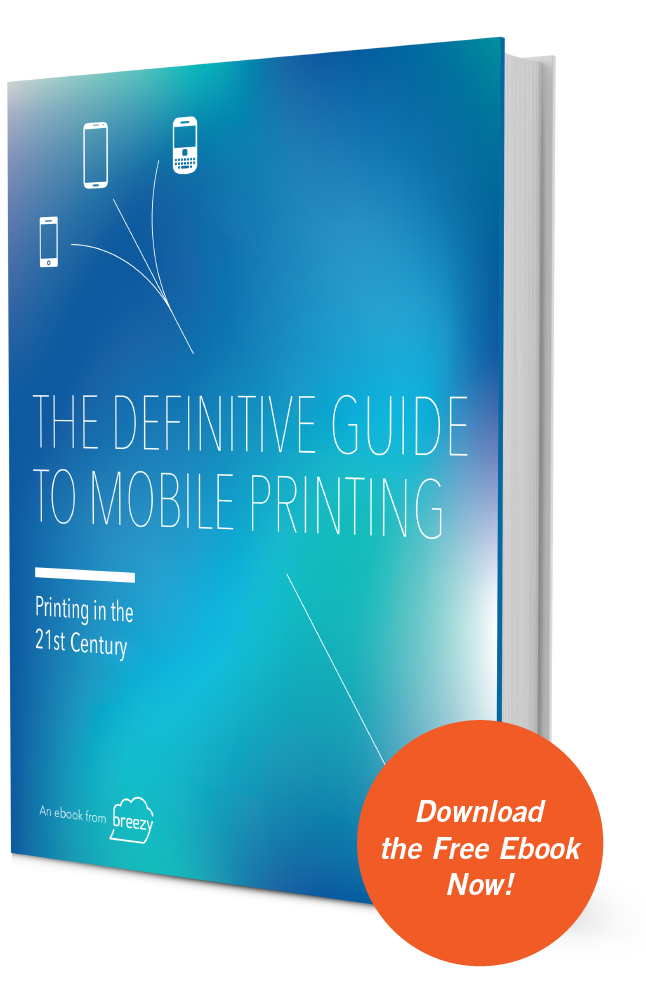 THE DEFINITIVE GUIDE
TO MOBILE PRINTING
Printing in the
21st Century
An ebook from breezy
Download
the Free Ebook
Now!